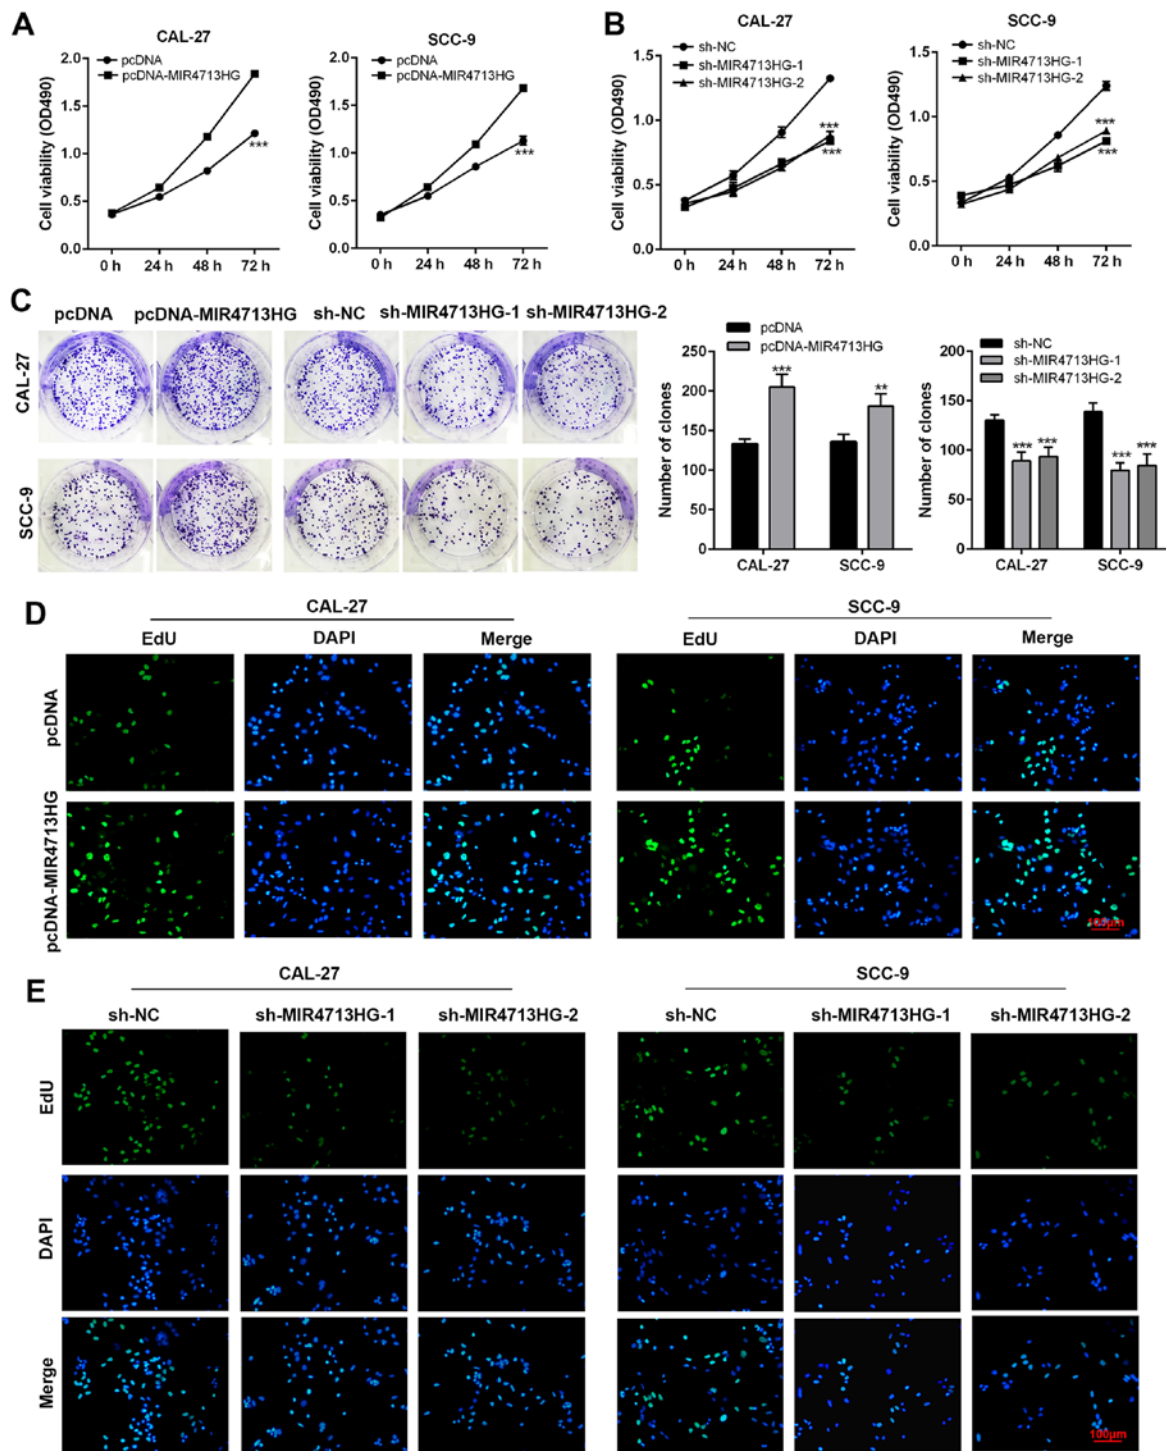 A
CAL-27
pcDNA
pcDNA-MIR4713HG
Cell viability (OD490)
2.0
1.5
1.0
0.5
0.0
0 h 24 h 48 h 72 h
***
SCC-9
pcDNA
pcDNA-MIR4713HG
Cell viability (OD490)
2.0
1.5
1.0
0.5
0.0
0 h 24 h 48 h 72 h
***
B
CAL-27
sh-NC
sh-MIR4713HG-1
sh-MIR4713HG-2
Cell viability (OD490)
1.5
1.0
0.5
0.0
0 h 24 h 48 h 72 h
***
***
SCC-9
sh-NC
sh-MIR4713HG-1
sh-MIR4713HG-2
Cell viability (OD490)
1.5
1.0
0.5
0.0
0 h 24 h 48 h 72 h
***
***
C
pcDNA pcDNA-MIR4713HG sh-NC sh-MIR4713HG-1 sh-MIR4713HG-2
CAL-27
SCC-9
pcDNA
pcDNA-MIR4713HG
Number of clones
250
200
150
100
50
0
*** **
CAL-27 SCC-9
sh-NC
sh-MIR4713HG-1
sh-MIR4713HG-2
Number of clones
200
150
100
50
0
*** *** *** ***
CAL-27 SCC-9
D
CAL-27 SCC-9
EdU DAPI Merge EdU DAPI Merge
pcDNA
pcDNA-MIR4713HG
100μm
E
CAL-27 SCC-9
sh-NC sh-MIR4713HG-1 sh-MIR4713HG-2 sh-NC sh-MIR4713HG-1 sh-MIR4713HG-2
EdU
DAPI
Merge
100μm